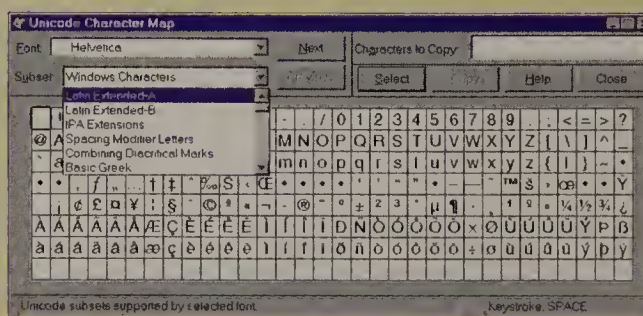 Unicode Character Map
Font Helvetica Next Characters to Copy
Subset Windows Characters Select Help Close
Latin Extended-A
Latin Extended-B
IPA Extensions
Spacing Modifier Letters
Combining Diacritical Marks
Basic Greek
- . / 0 1 2 3 4 5 6 7 8 9 : ; < = > ?
@ A M N O P Q R S T U V W X Y Z [ \ ] ^ _
` a m n o p q r s t u v w x y z { | } ~ •
• • ‚ ƒ „ … † ‡ ˆ ‰ Š ‹ Œ • • • • ‘ ’ “ ” • – — ˜ ™ š › œ • • Ÿ
¡ ¢ £ ¤ ¥ ¦ § ¨ © ª « ¬ - ® ¯ ° ± ² ³ ´ µ ¶ · ¸ ¹ º » ¼ ½ ¾ ¿
À Á Â Ã Ä Å Æ Ç È É Ê Ë Ì Í Î Ï Ð Ñ Ò Ó Ô Õ Ö × Ø Ù Ú Û Ü Ý Þ ß
à á â ã ä å æ ç è é ê ë ì í î ï ð ñ ò ó ô õ ö ÷ ø ù ú û ü ý þ ÿ
Unicode subsets supported by selected font. Keystroke: SPACE